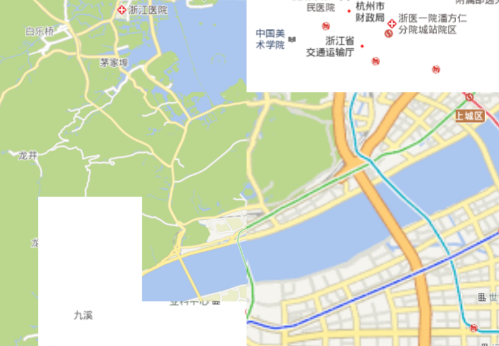 浙江医院
白乐桥
茅家埠
龙井
龙
九溪
民医院
杭州市
财政局
浙医一院潘方仁
分院城站院区
中国美
术学院
浙江省
交通运输厅
上城区
世